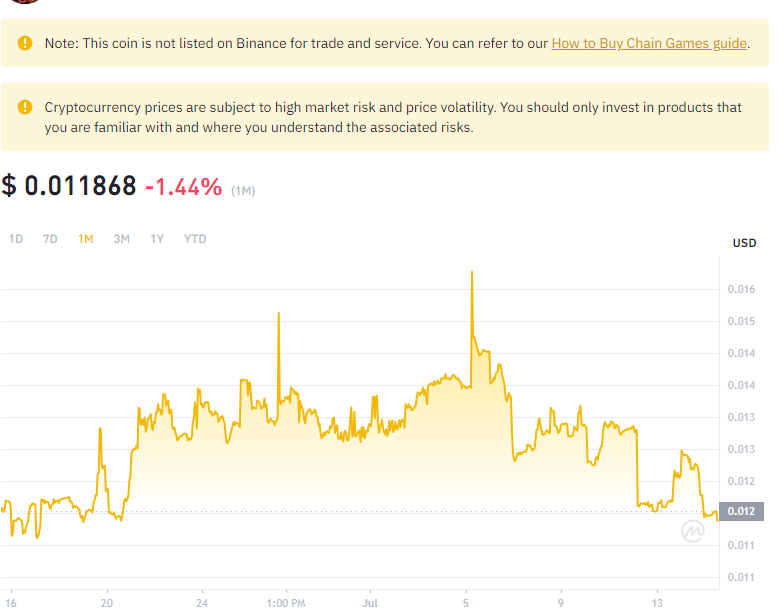 Note: This coin is not listed on Binance for trade and service. You can refer to our How to Buy Chain Games guide.
Cryptocurrency prices are subject to high market risk and price volatility. You should only invest in products that
you are familiar with and where you understand the associated risks.
$ 0.011868 -1.44% (1M)
1D 7D 1M 3M 1Y YTD
USD
0.016
0.015
0.014
0.014
0.013
0.013
0.012
0.012
0.011
0.011
16 20 24 1:00 PM Jul 5 9 13